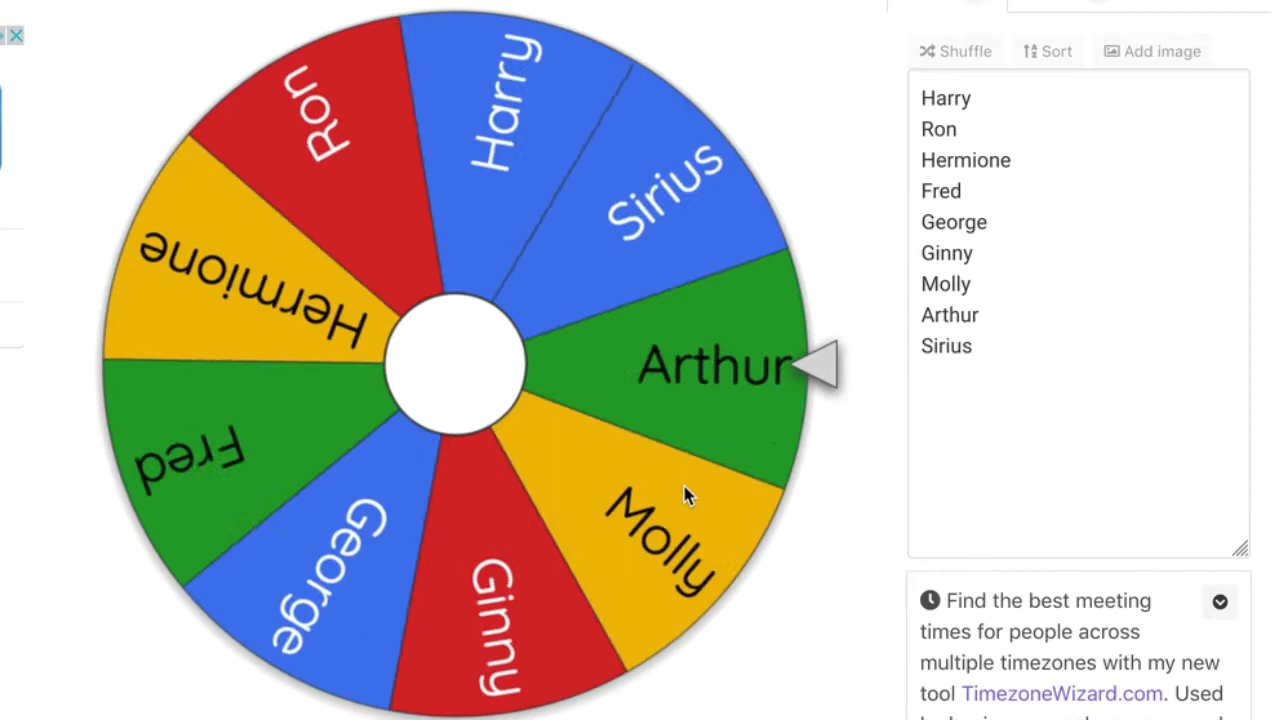 Shuffle
Sort
Add image
Harry
Ron
Hermione
Fred
George
Ginny
Molly
Arthur
Sirius
Harry
Sirius
Arthur
Molly
Ginny
George
Fred
Hermione
Ron
Find the best meeting
times for people across
multiple timezones with my new
tool TimezoneWizard.com. Used